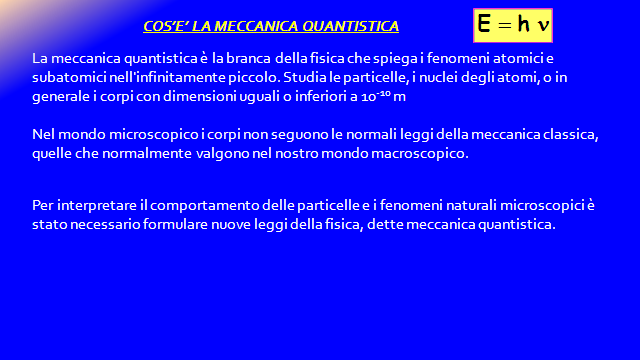 COS'E' LA MECCANICA QUANTISTICA
E = h ν
La meccanica quantistica è la branca della fisica che spiega i fenomeni atomici e
subatomici nell'infinitamente piccolo. Studia le particelle, i nuclei degli atomi, o in
generale i corpi con dimensioni uguali o inferiori a 10⁻¹⁰ m
Nel mondo microscopico i corpi non seguono le normali leggi della meccanica classica,
quelle che normalmente valgono nel nostro mondo macroscopico.
Per interpretare il comportamento delle particelle e i fenomeni naturali microscopici è
stato necessario formulare nuove leggi della fisica, dette meccanica quantistica.